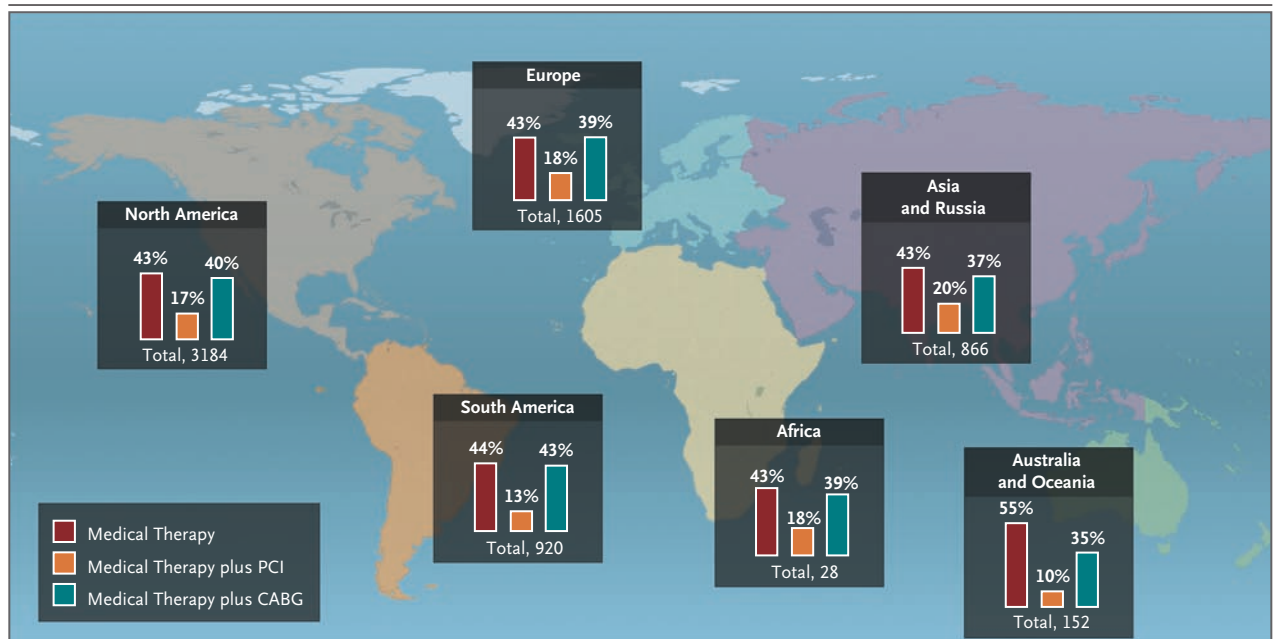 Europe
43%
18%
39%
Total, 1605
North America
43%
17%
40%
Total, 3184
Asia
and Russia
43%
20%
37%
Total, 866
South America
44%
13%
43%
Total, 920
Africa
43%
18%
39%
Total, 28
Australia
and Oceania
55%
10%
35%
Total, 152
Medical Therapy
Medical Therapy plus PCI
Medical Therapy plus CABG